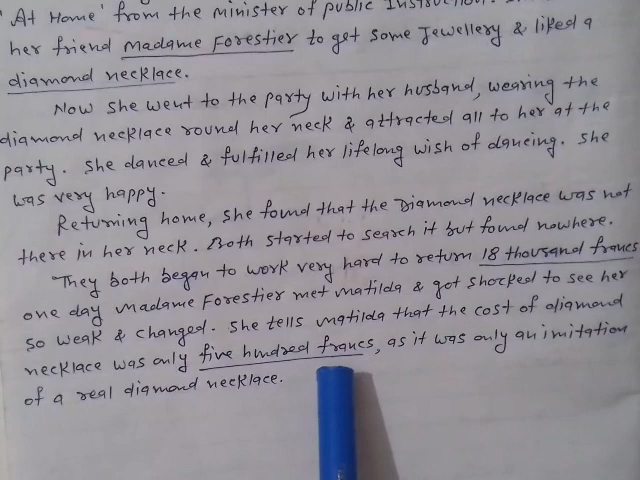 'At Home' from the minister of public Instruction.
her friend Madame Forestier to get some Jewellery & liked a
diamond necklace.
Now she went to the party with her husband, wearing the
diamond necklace round her neck & attracted all to her at the
party. She danced & fulfilled her lifelong wish of dancing. She
was very happy.
Returning home, she found that the Diamond necklace was not
there in her neck. Both started to search it but found nowhere.
They both began to work very hard to return 18 thousand francs
one day Madame Forestier met Matilda & got shocked to see her
so weak & changed. She tells Matilda that the cost of diamond
necklace was only five hundred francs, as it was only an imitation
of a real diamond necklace.